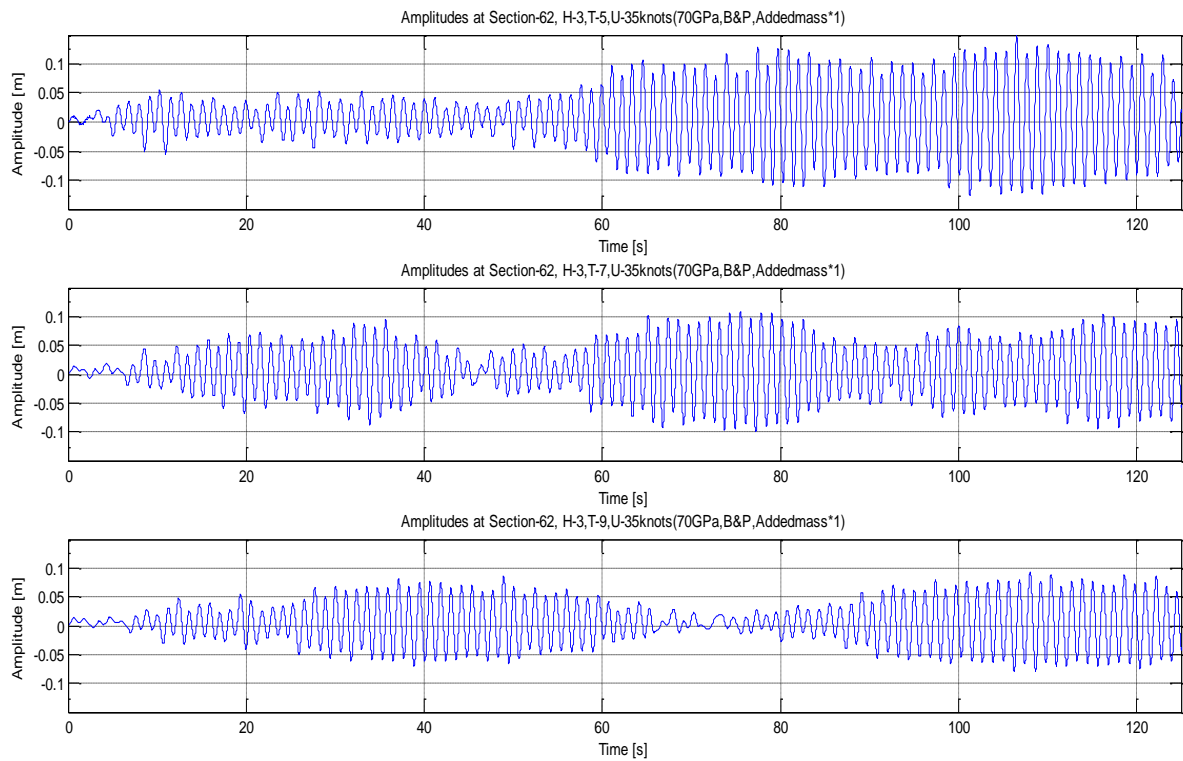 Amplitudes at Section-62, H-3,T-5,U-35knots(70GPa,B&P,Addedmass*1)
0.1
0.05
0
-0.05
-0.1
Amplitude [m]
0 20 40 60 80 100 120
Time [s]
Amplitudes at Section-62, H-3,T-7,U-35knots(70GPa,B&P,Addedmass*1)
0.1
0.05
0
-0.05
-0.1
Amplitude [m]
0 20 40 60 80 100 120
Time [s]
Amplitudes at Section-62, H-3,T-9,U-35knots(70GPa,B&P,Addedmass*1)
0.1
0.05
0
-0.05
-0.1
Amplitude [m]
0 20 40 60 80 100 120
Time [s]